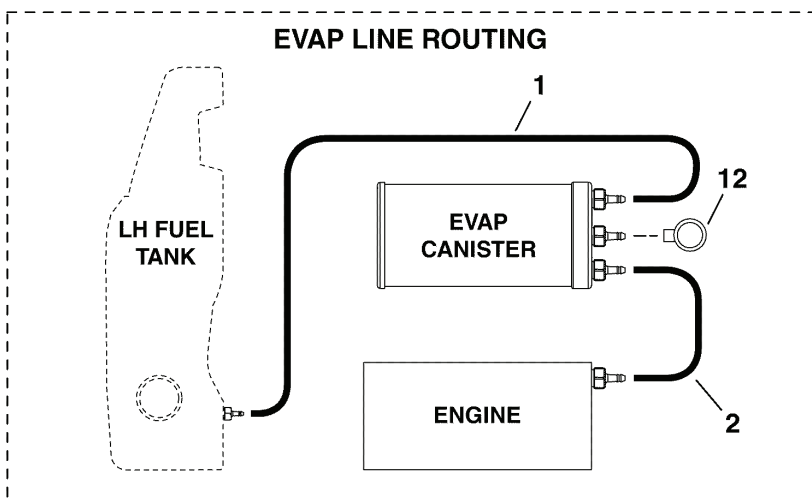 EVAP LINE ROUTING
1
12
LH FUEL
TANK
EVAP
CANISTER
ENGINE
2